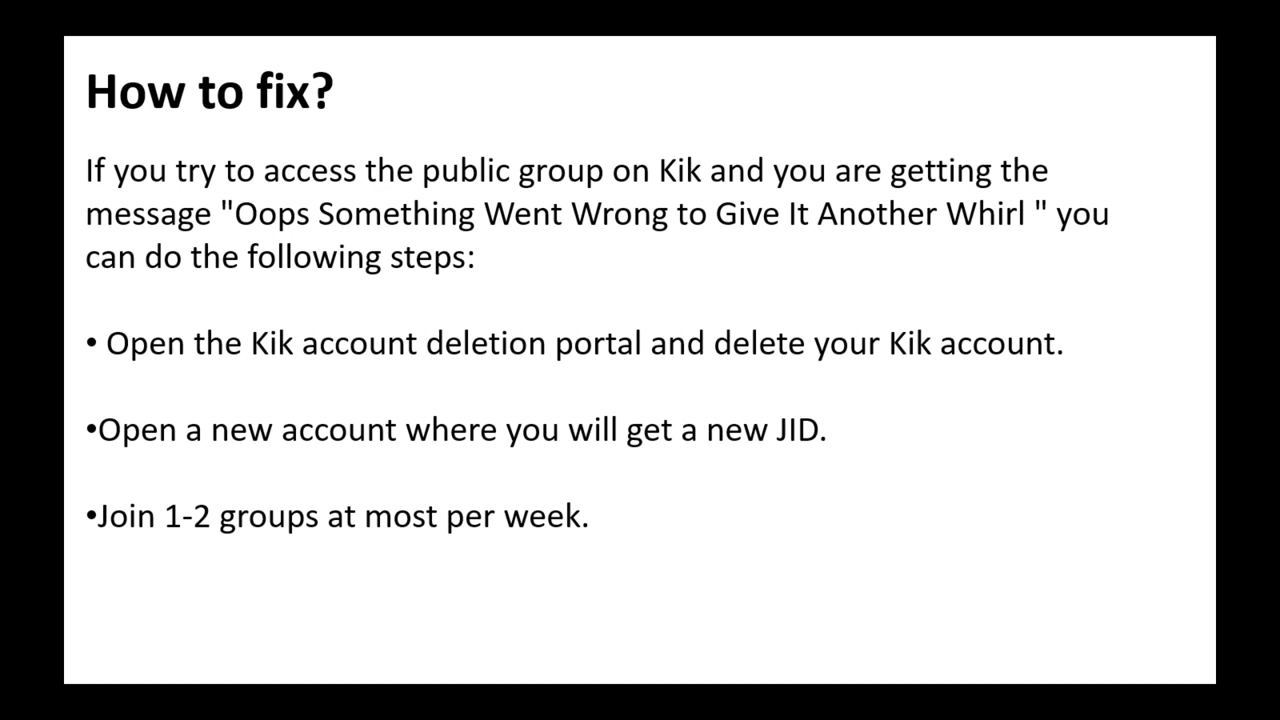 How to fix?
If you try to access the public group on Kik and you are getting the
message "Oops Something Went Wrong to Give It Another Whirl " you
can do the following steps:
• Open the Kik account deletion portal and delete your Kik account.
•Open a new account where you will get a new JID.
•Join 1-2 groups at most per week.